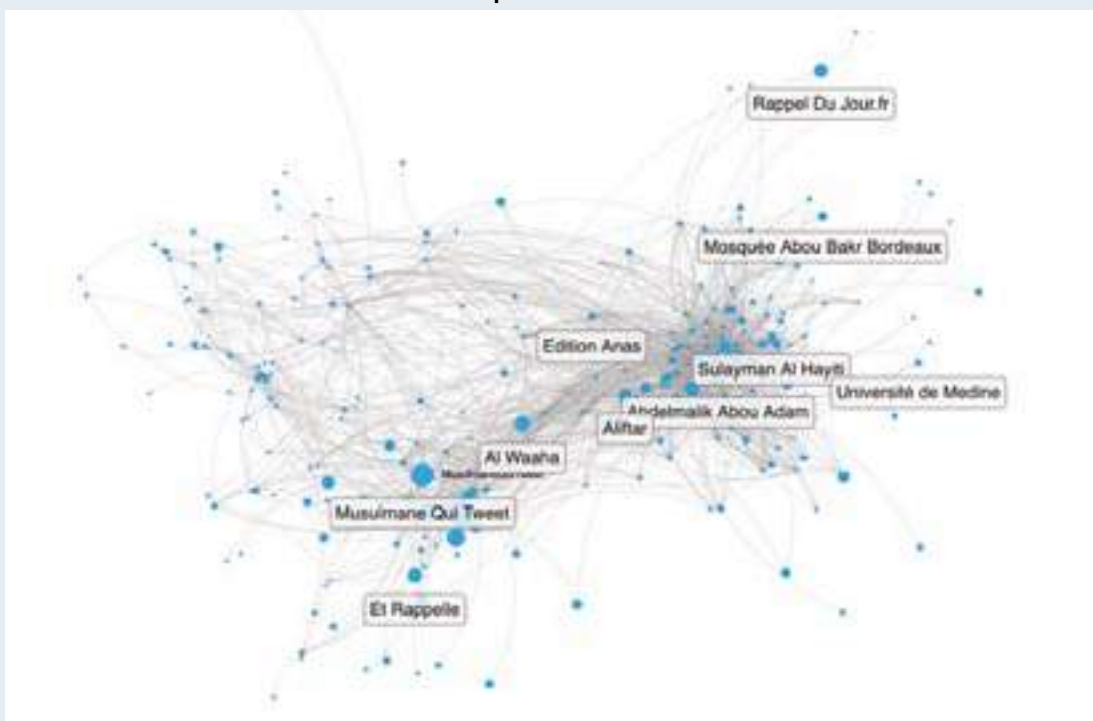 Rappel Du Jour.fr
Mosquée Abou Bakr Bordeaux
Edition Anas
Sulayman Al Hayiti
Université de Medine
Abdelmalik Abou Adam
Aliftar
Al Waaha
Musulmane Qui Tweet
Et Rappelle